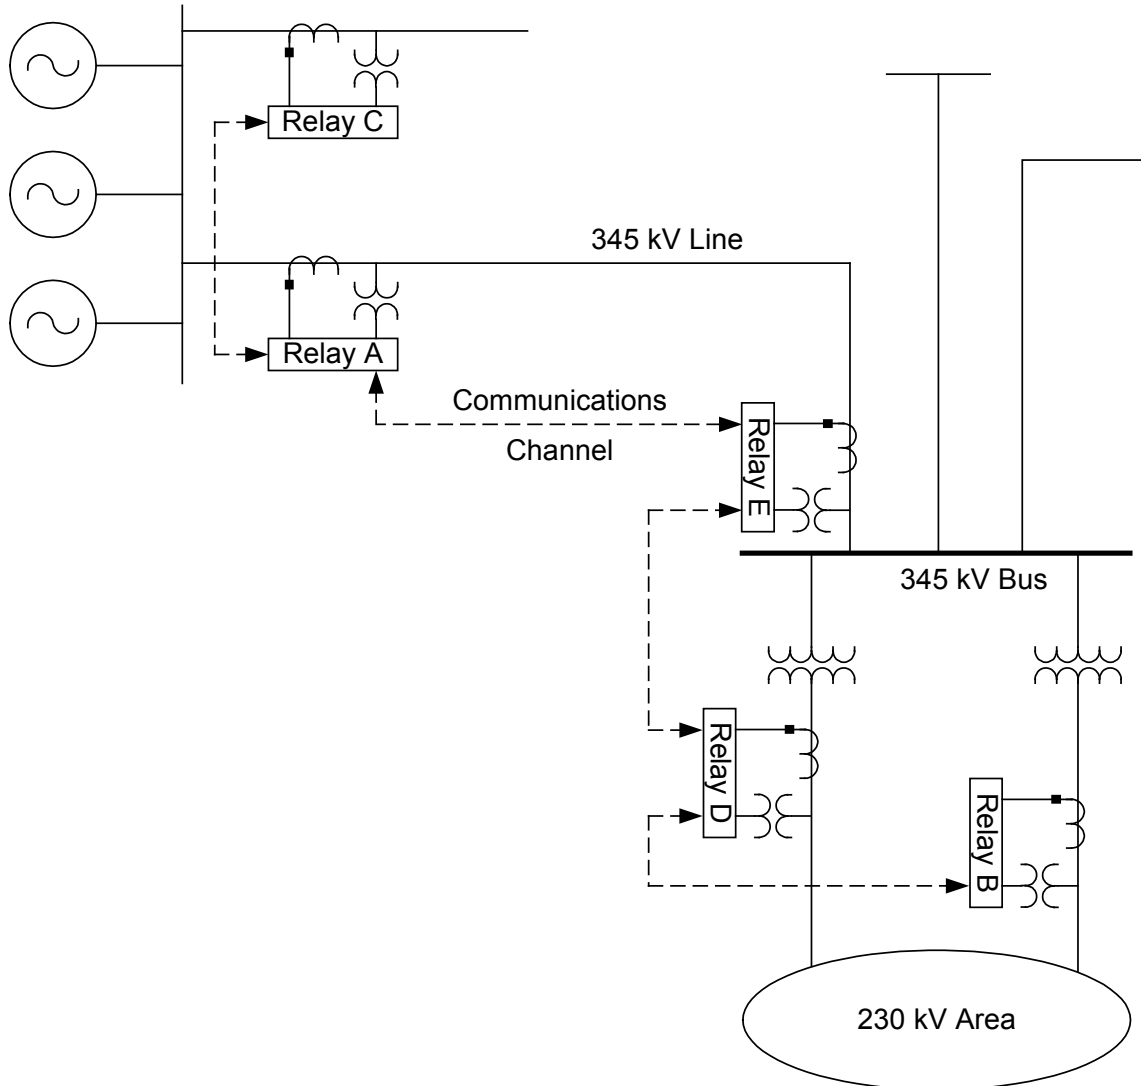 Relay C
345 kV Line
Relay A
Communications
Channel
Relay E
345 kV Bus
Relay D
Relay B
230 kV Area